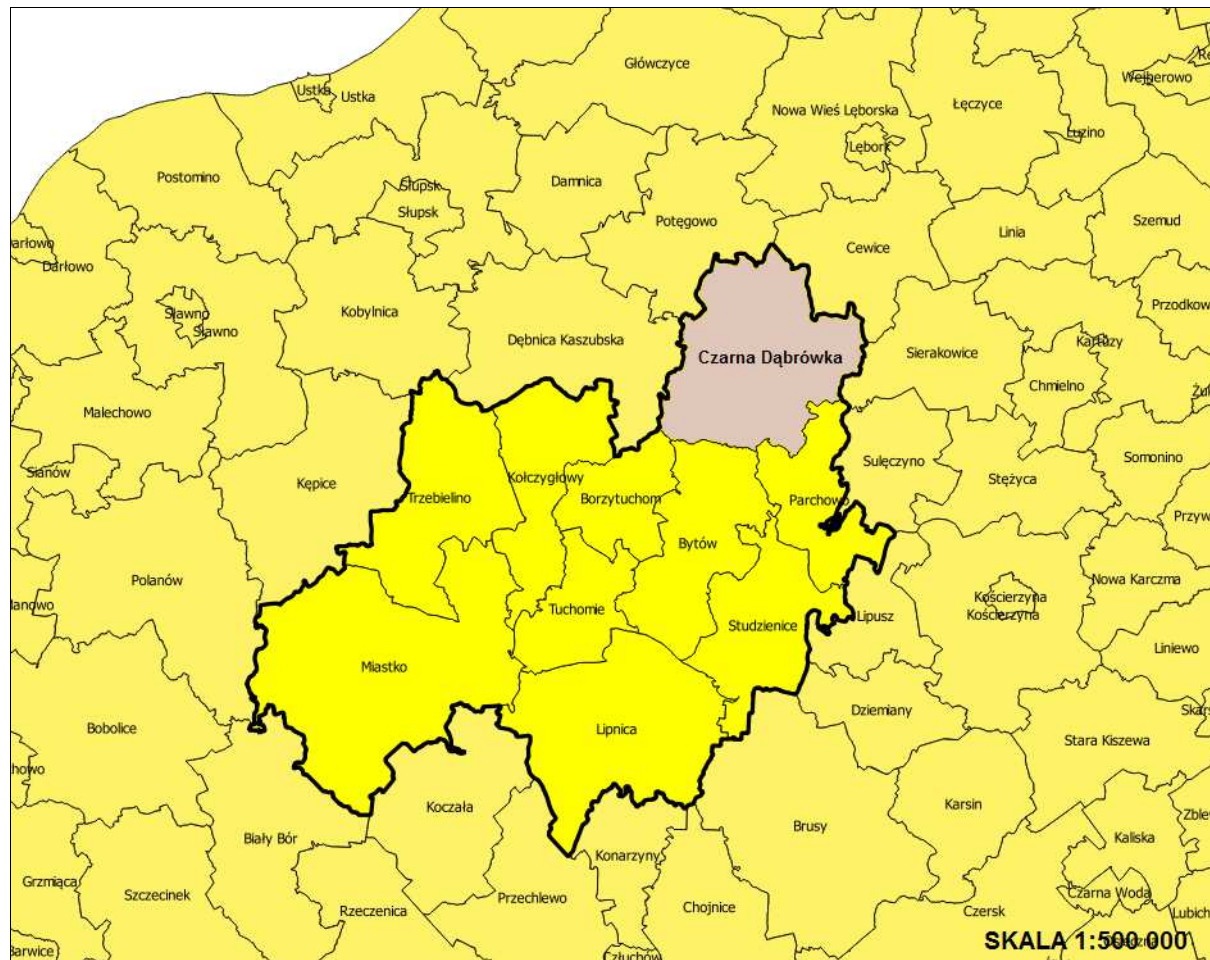 Główczyce
Wejherowo
Ustka
Ustka
Nowa Wieś Lęborska
Łęczyce
Luzino
Lębork
Postomino
Damnica
Słupsk
Słupsk
Potęgowo
Szemud
Linia
Cewice
Darłowo
Sławno
Sławno
Kobylnica
Dębnica Kaszubska
Czarna Dąbrówka
Sierakowice
Kartuzy
Chmielno
Malechowo
Sianów
Kępice
Trzebielino
Kołczygłowy
Borzytuchom
Parchowo
Sulęczyno
Stężyca
Somonino
Bytów
Polanów
Tuchomie
Studzienice
Lipusz
Kościerzyna
Kościerzyna
Nowa Karczma
Liniewo
Miastko
Lipnica
Dziemiany
Bobolice
Stara Kiszewa
Koczała
Karsin
Biały Bór
Brusy
Kaliska
Konarzyny
Grzmiąca
Szczecinek
Rzeczenica
Przechlewo
Chojnice
Czersk
Czarna Woda
SKALA 1:500 000